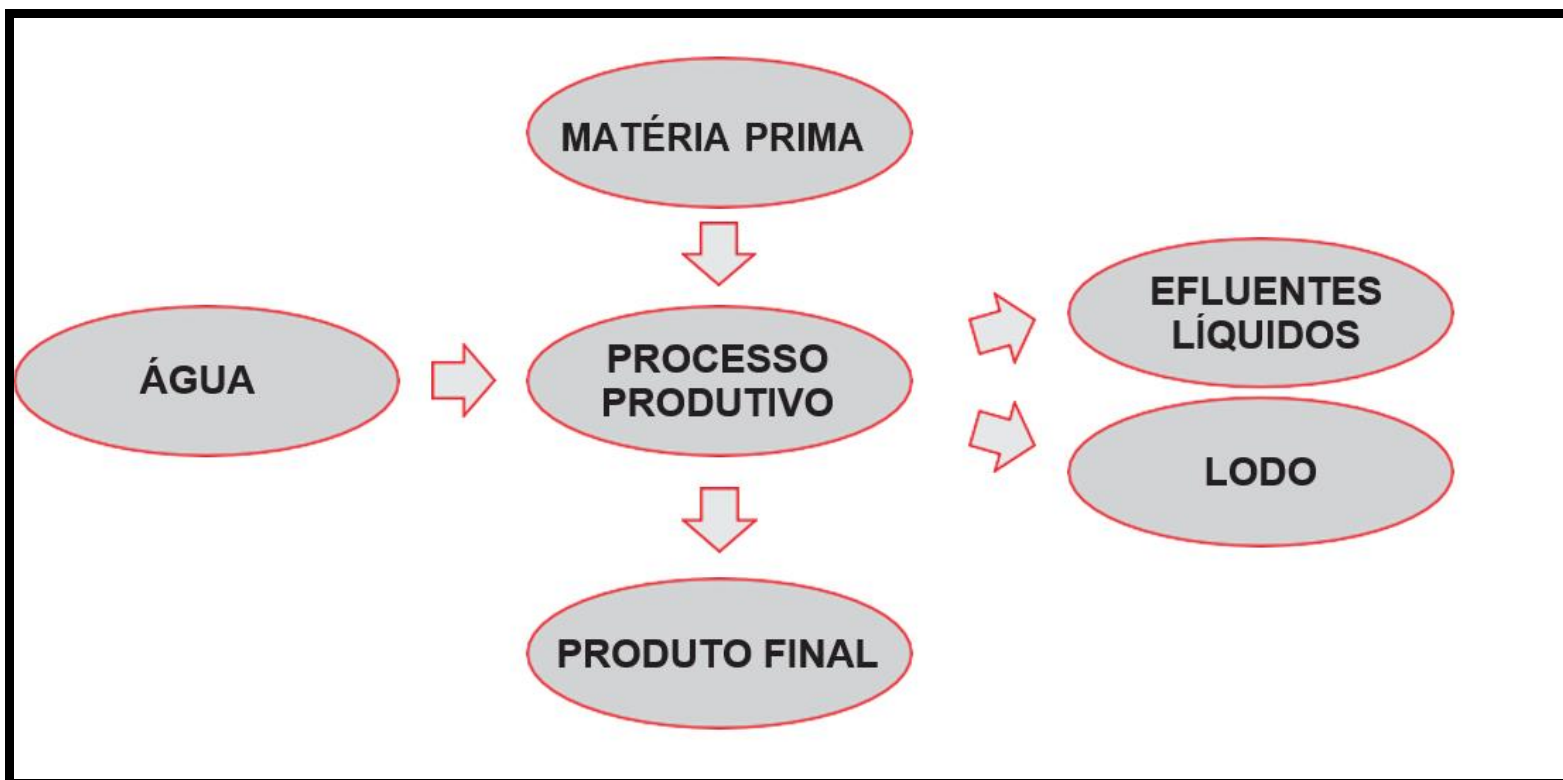 MATÉRIA PRIMA
ÁGUA
PROCESSO
PRODUTIVO
EFLUENTES
LÍQUIDOS
LODO
PRODUTO FINAL